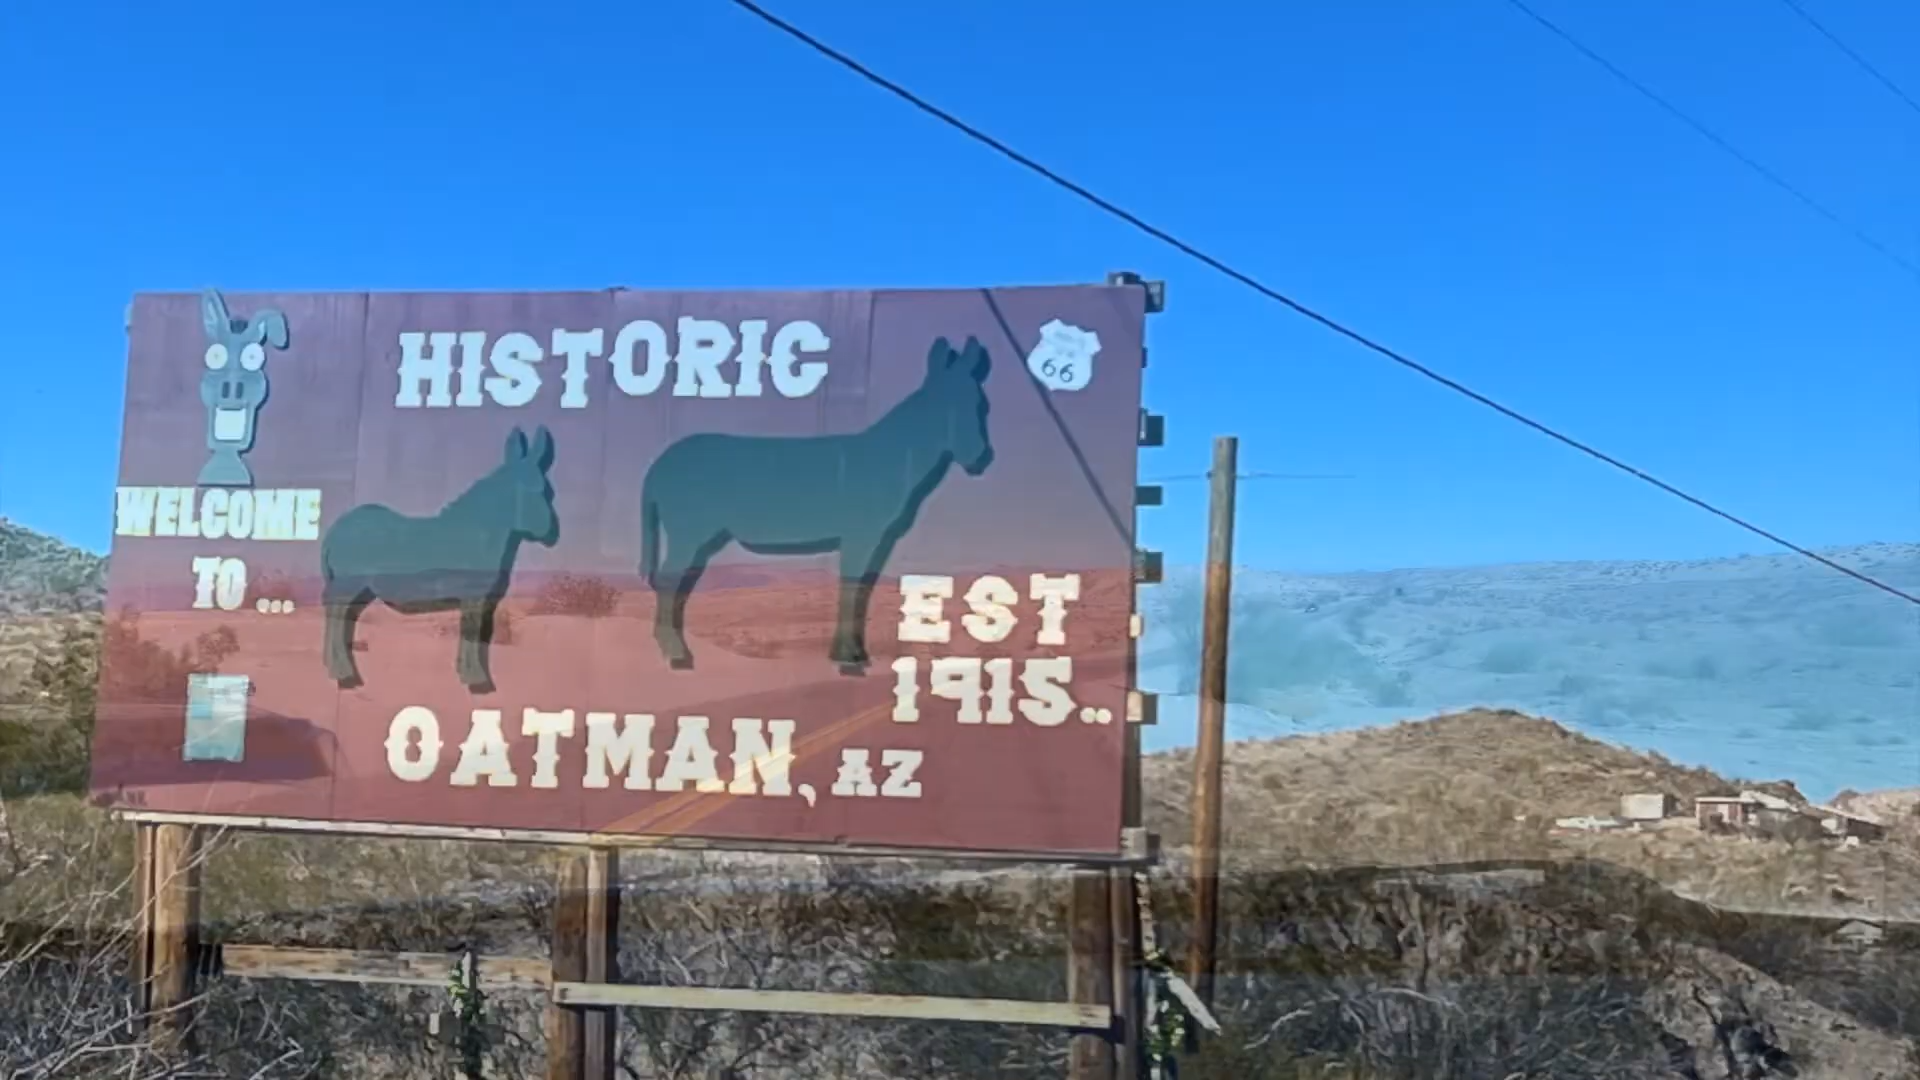 HISTORIC
66
WELCOME
TO...
EST
1915..
OATMAN, AZ